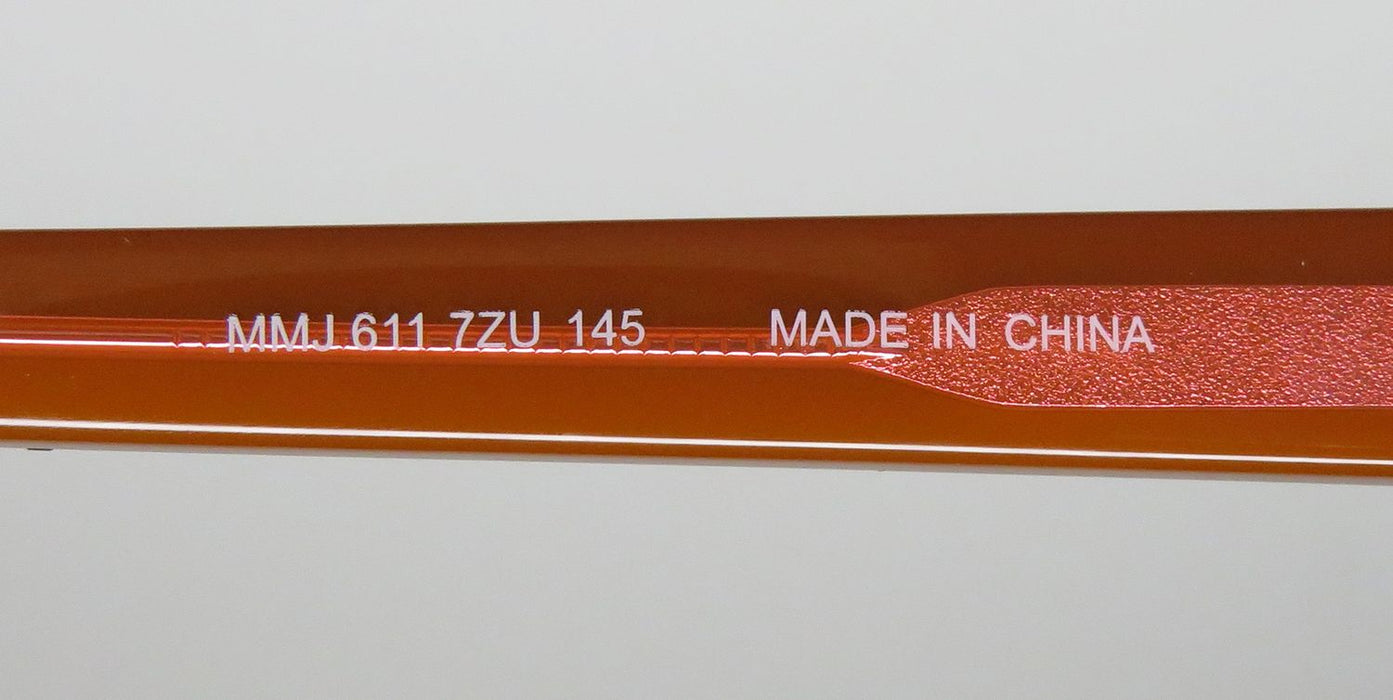 MMJ 611 7ZU 145 MADE IN CHINA